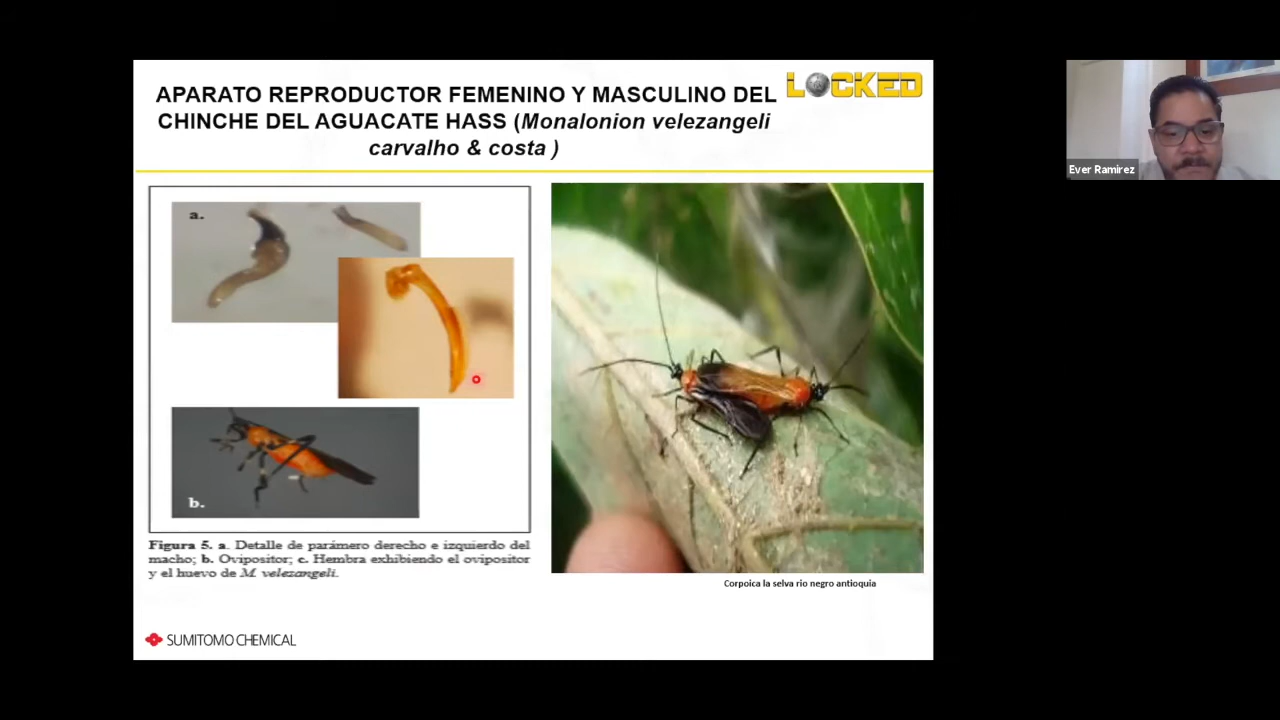 APARATO REPRODUCTOR FEMENINO Y MASCULINO DEL
CHINCHE DEL AGUACATE HASS (Monalonion velezangeli
carvalho & costa )
LOCKED
Ever Ramirez
a.
b.
Figura 5. a. Detalle de parámero derecho e izquierdo del
macho; b. Ovipositor; c. Hembra exhibiendo el ovipositor
y el huevo de M. velezangeli.
Corpoica la selva rio negro antioquia
SUMITOMO CHEMICAL